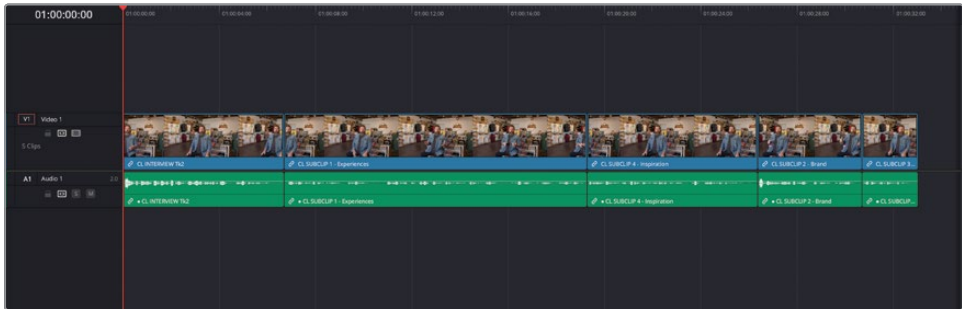 01:00:00:00
01:00:00:00 01:00:04:00 01:00:08:00 01:00:12:00 01:00:16:00 01:00:20:00 01:00:24:00 01:00:28:00 01:00:32:00
V1 Video 1
5 Clips
CL INTERVIEW Tk2 CL SUBCLIP 1 - Experiences CL SUBCLIP 4 - Inspiration CL SUBCLIP 2 - Brand CL SUBCLIP 3...
A1 Audio 1 2.0
S M
• CL INTERVIEW Tk2 • CL SUBCLIP 1 - Experiences • CL SUBCLIP 4 - Inspiration • CL SUBCLIP 2 - Brand • CL SUBCLIP...